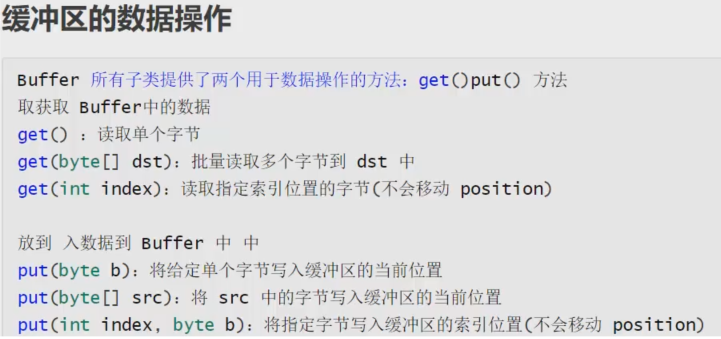 缓冲区的数据操作
Buffer 所有子类提供了两个用于数据操作的方法：get()put() 方法
取获取 Buffer中的数据
get() ：读取单个字节
get(byte[] dst)：批量读取多个字节到 dst 中
get(int index)：读取指定索引位置的字节(不会移动 position)
放到 入数据到 Buffer 中 中
put(byte b)：将给定单个字节写入缓冲区的当前位置
put(byte[] src)：将 src 中的字节写入缓冲区的当前位置
put(int index, byte b)：将指定字节写入缓冲区的索引位置(不会移动 position)